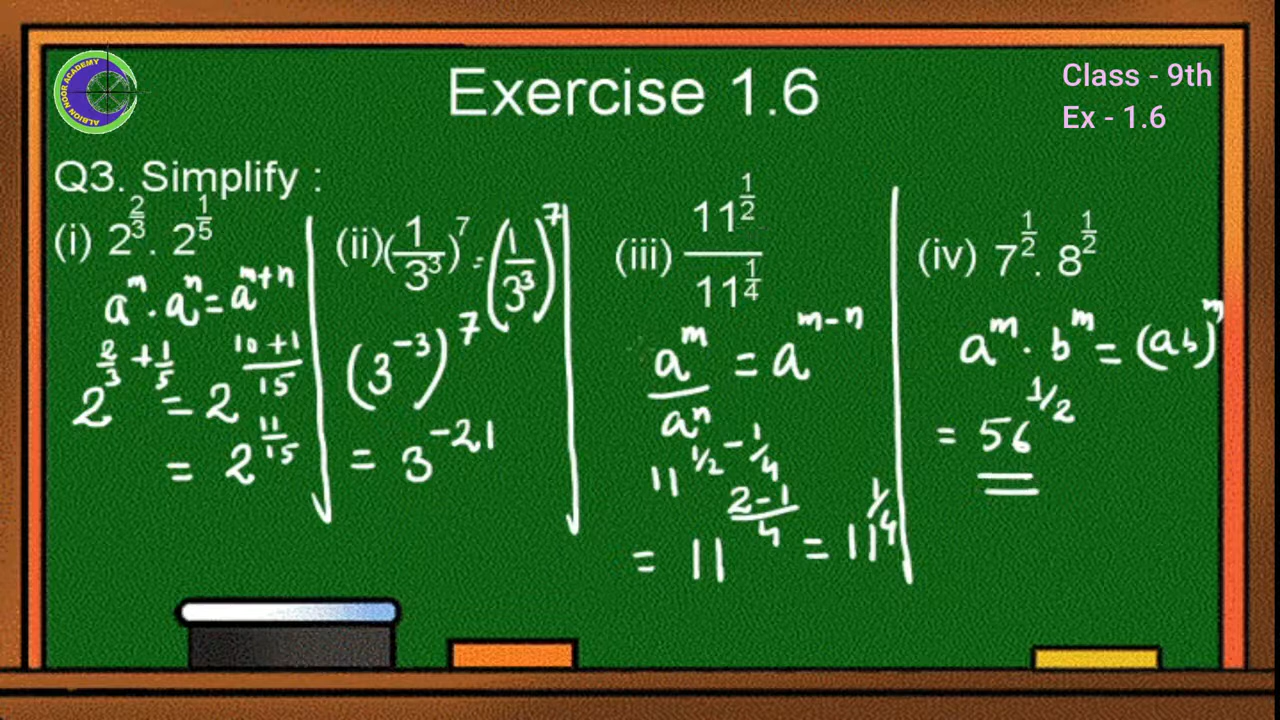 ALBION NOOR ACADEMY
Exercise 1.6
Class - 9th
Ex - 1.6
Q3. Simplify :
(i) 2^(2/3) . 2^(1/5)
a^m . a^n = a^(m+n)
2^(2/3 + 1/5) = 2^((10+1)/15)
= 2^(11/15)
(ii) (1/3^3)^7 = (1/3^3)^7
(3^-3)^7
= 3^-21
(iii) 11^(1/2) / 11^(1/4)
a^m / a^n = a^(m-n)
11^(1/2 - 1/4)
= 11^((2-1)/4) = 11^(1/4)
(iv) 7^(1/2) . 8^(1/2)
a^m . b^m = (ab)^m
= 56^(1/2)